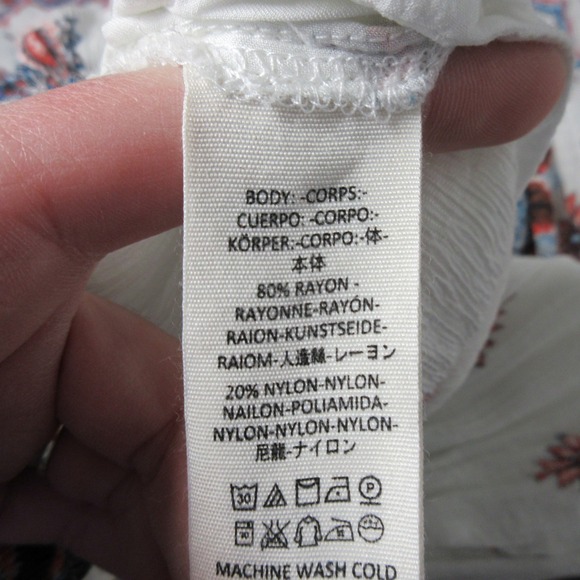 BODY: -CORPS:-
CUERPO: -CORPO:-
KÖRPER:-CORPO:-体-
本体
80% RAYON -
RAYONNE-RAYÓN-
RAION-KUNSTSEIDE-
RAIOM-人造絲-レーヨン
20% NYLON-NYLON-
NAILON-POLIAMIDA-
NYLON-NYLON-NYLON-
尼龍-ナイロン
30 P
MACHINE WASH COLD